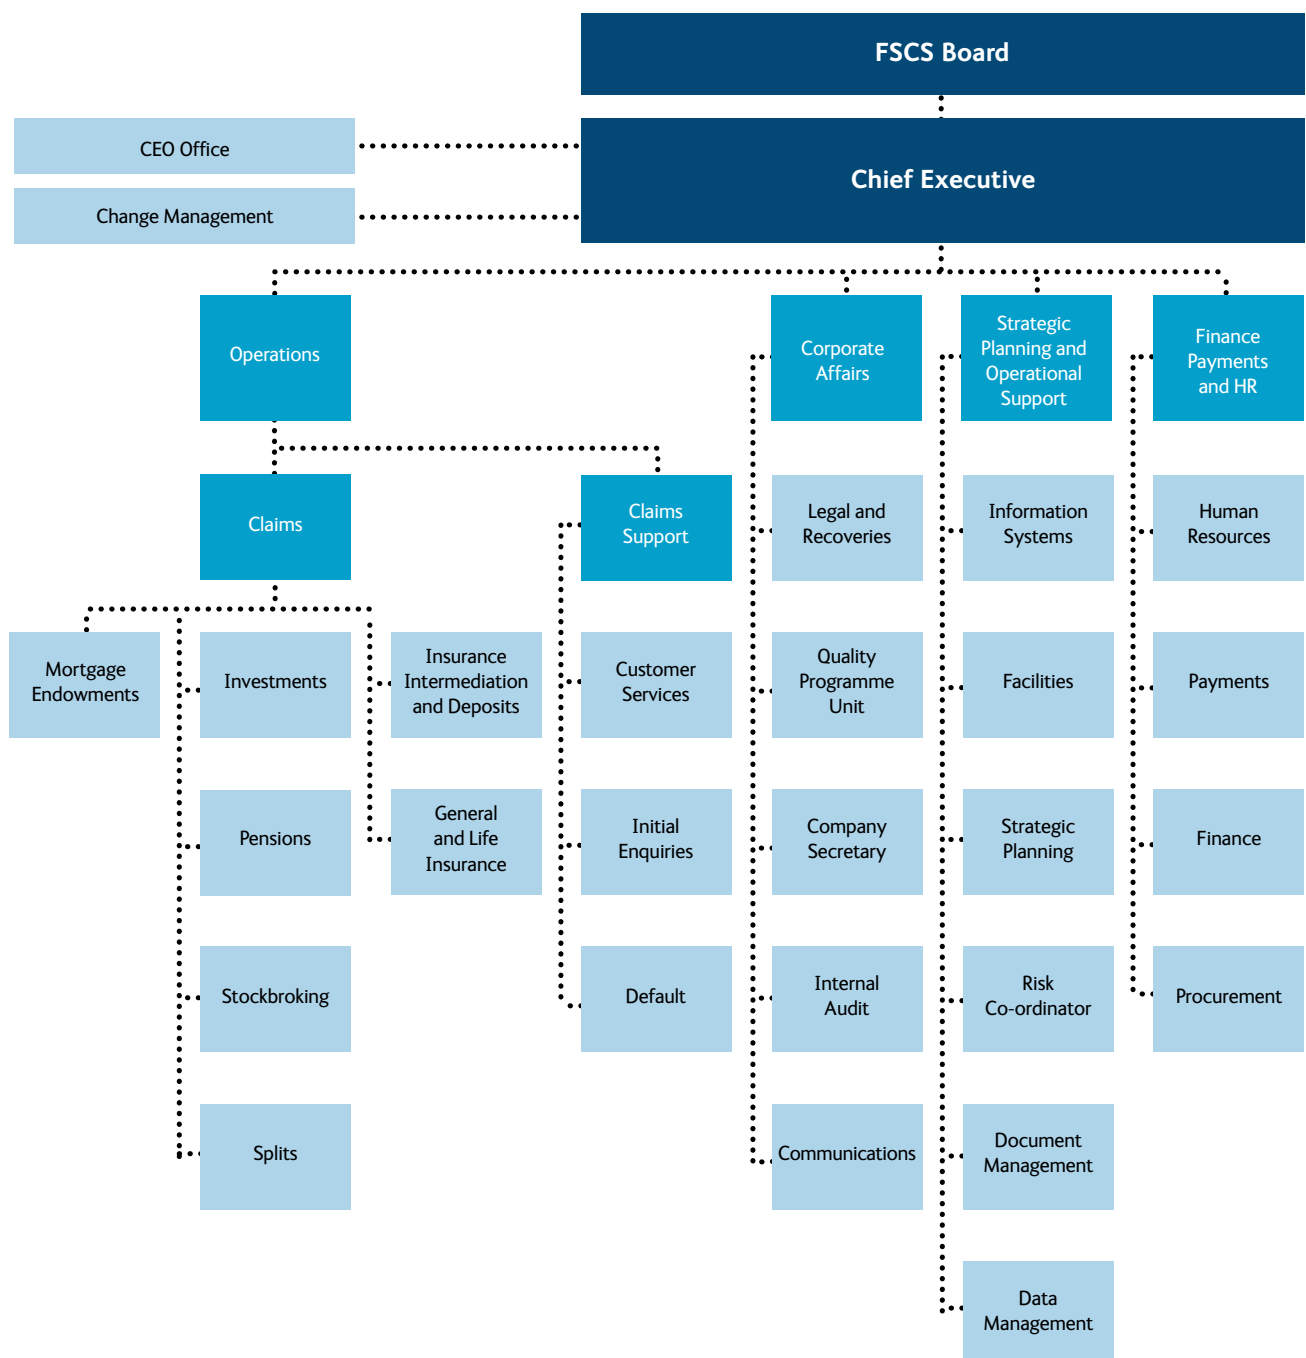 FSCS Board
CEO Office
Chief Executive
Change Management
Operations
Corporate
Affairs
Strategic
Planning and
Operational
Support
Finance
Payments
and HR
Claims
Claims
Support
Legal and
Recoveries
Information
Systems
Human
Resources
Mortgage
Endowments
Investments
Insurance
Intermediation
and Deposits
Customer
Services
Quality
Programme
Unit
Facilities
Payments
Pensions
General
and Life
Insurance
Initial
Enquiries
Company
Secretary
Strategic
Planning
Finance
Stockbroking
Default
Internal
Audit
Risk
Co-ordinator
Procurement
Splits
Communications
Document
Management
Data
Management